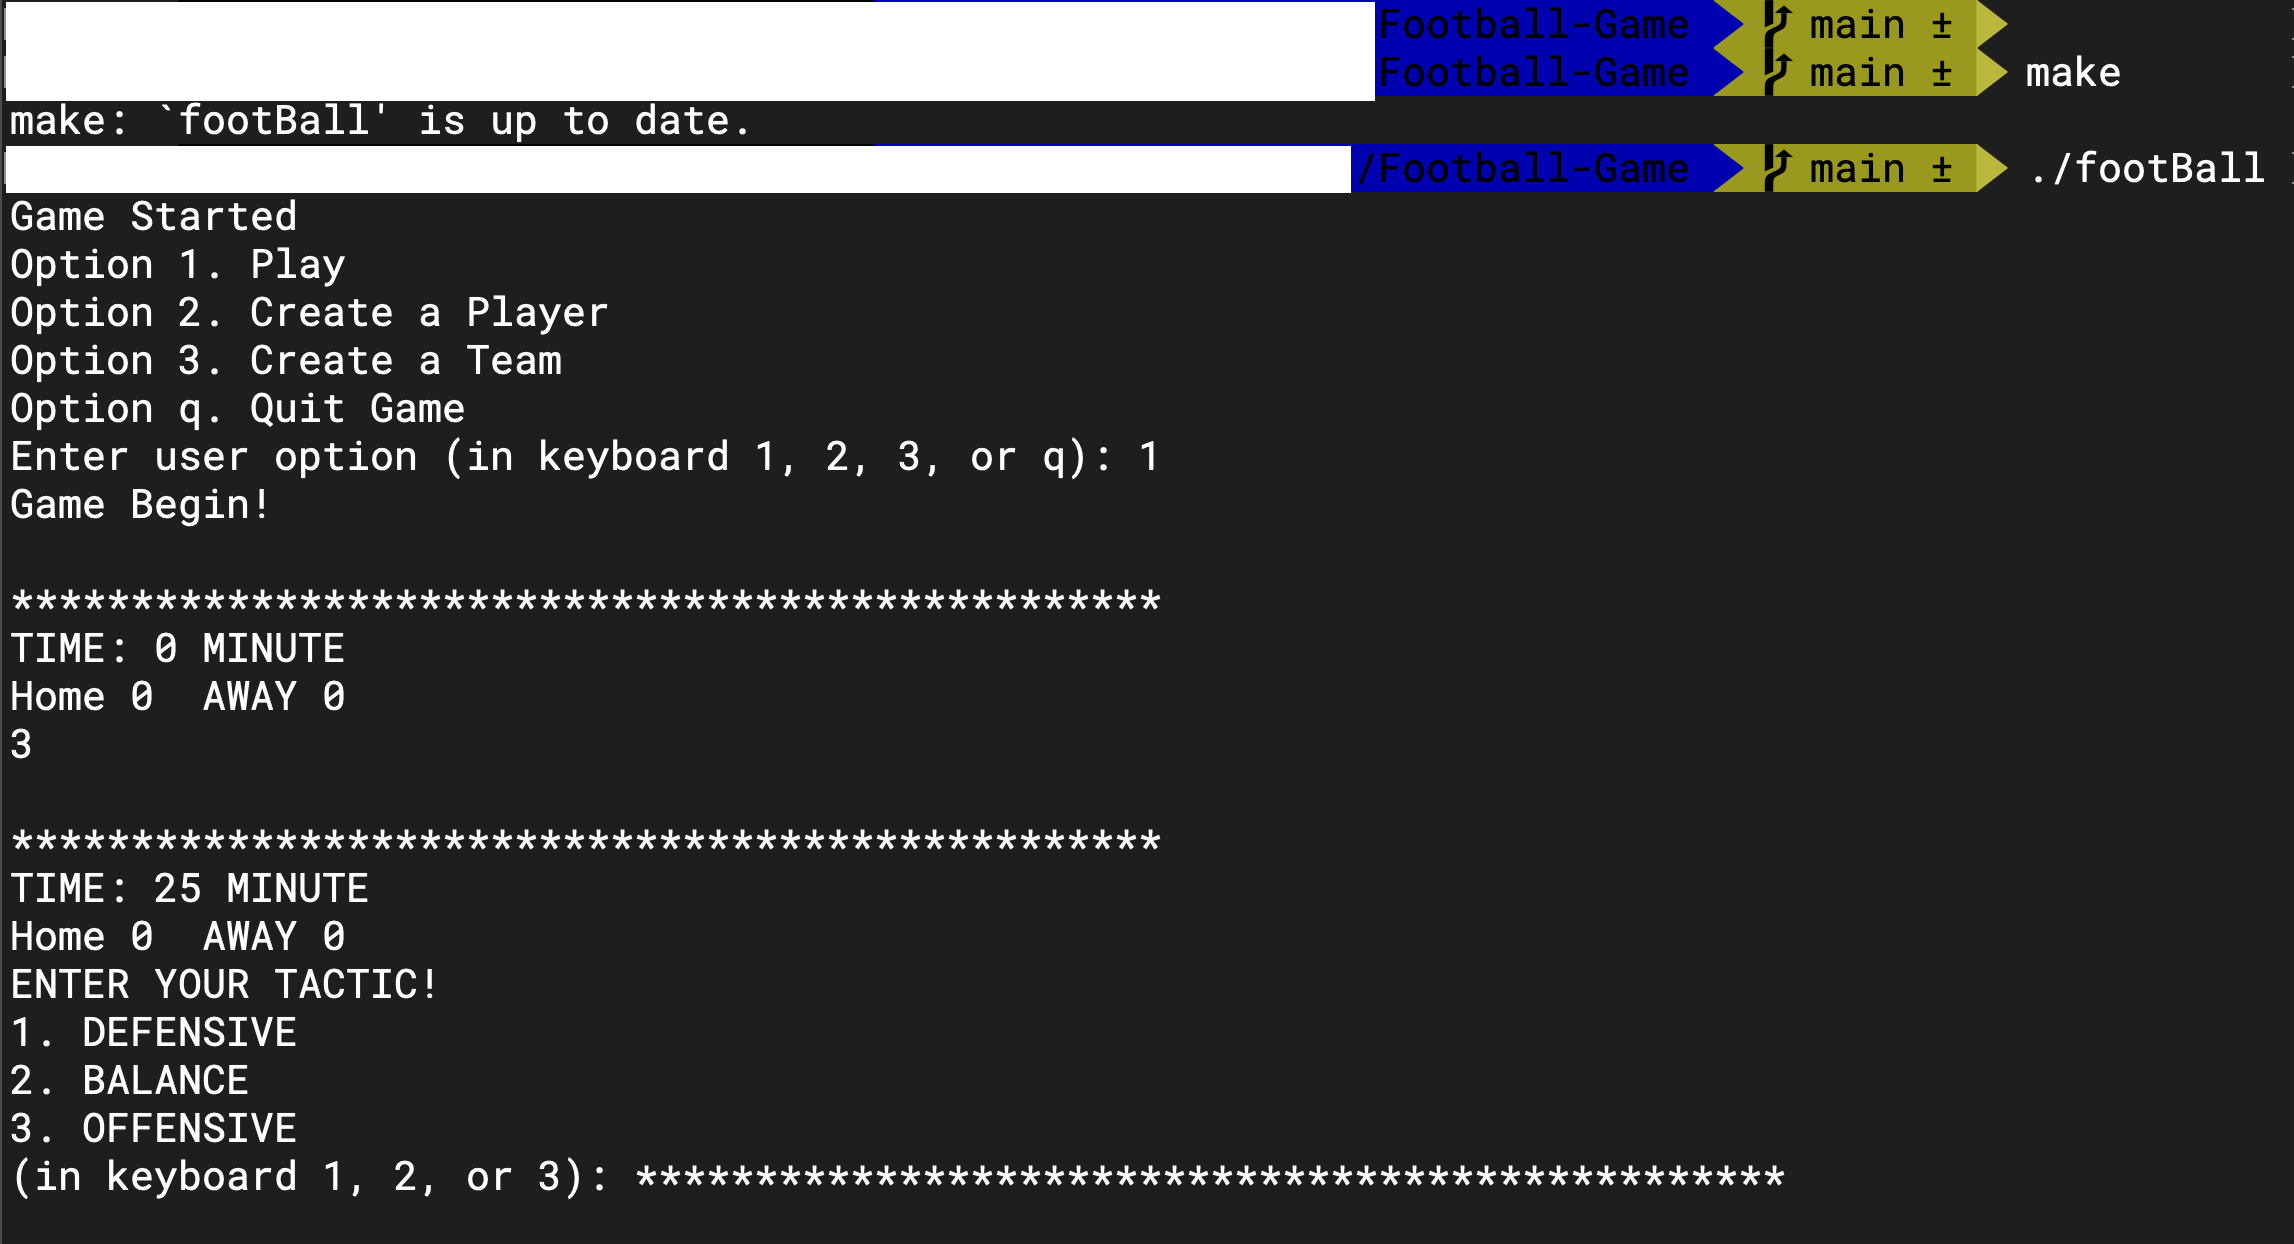 Football-Game main ±
Football-Game main ± make
make: `footBall' is up to date.
/Football-Game main ± ./footBall
Game Started
Option 1. Play
Option 2. Create a Player
Option 3. Create a Team
Option q. Quit Game
Enter user option (in keyboard 1, 2, 3, or q): 1
Game Begin!
************************************************
TIME: 0 MINUTE
Home 0  AWAY 0
3
************************************************
TIME: 25 MINUTE
Home 0  AWAY 0
ENTER YOUR TACTIC!
1. DEFENSIVE
2. BALANCE
3. OFFENSIVE
(in keyboard 1, 2, or 3): ************************************************